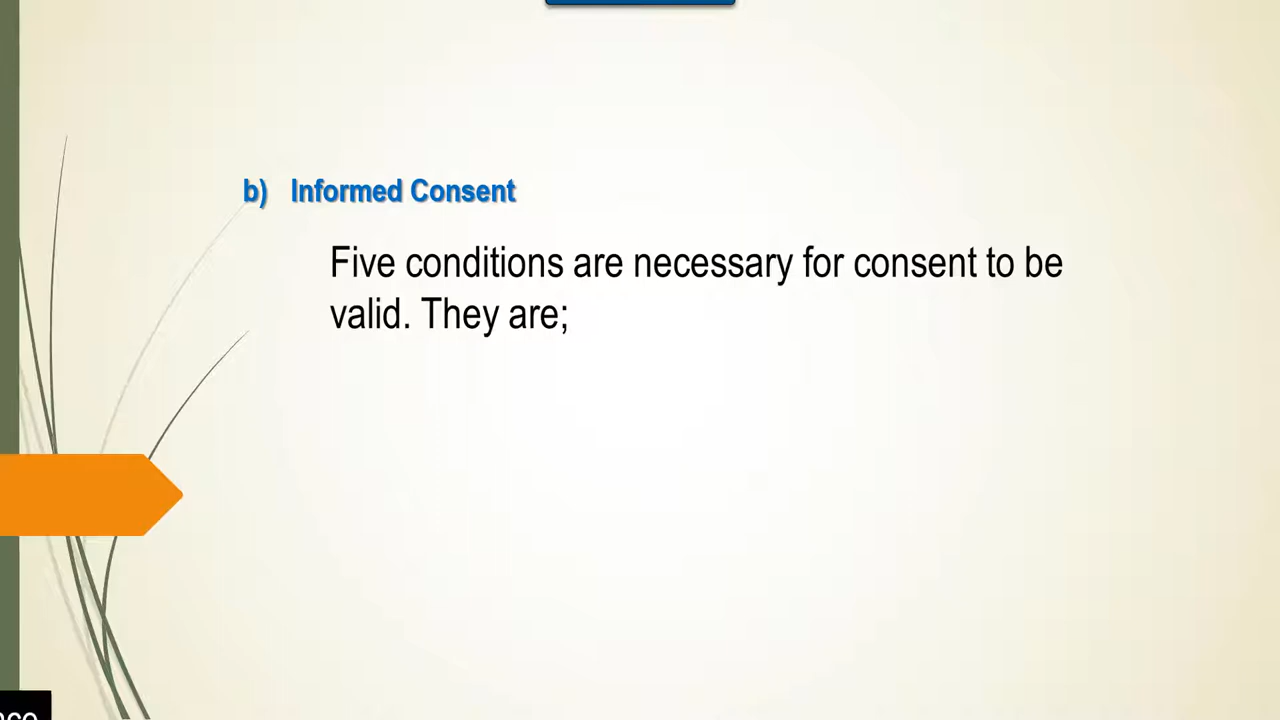 b) Informed Consent
Five conditions are necessary for consent to be
valid. They are;